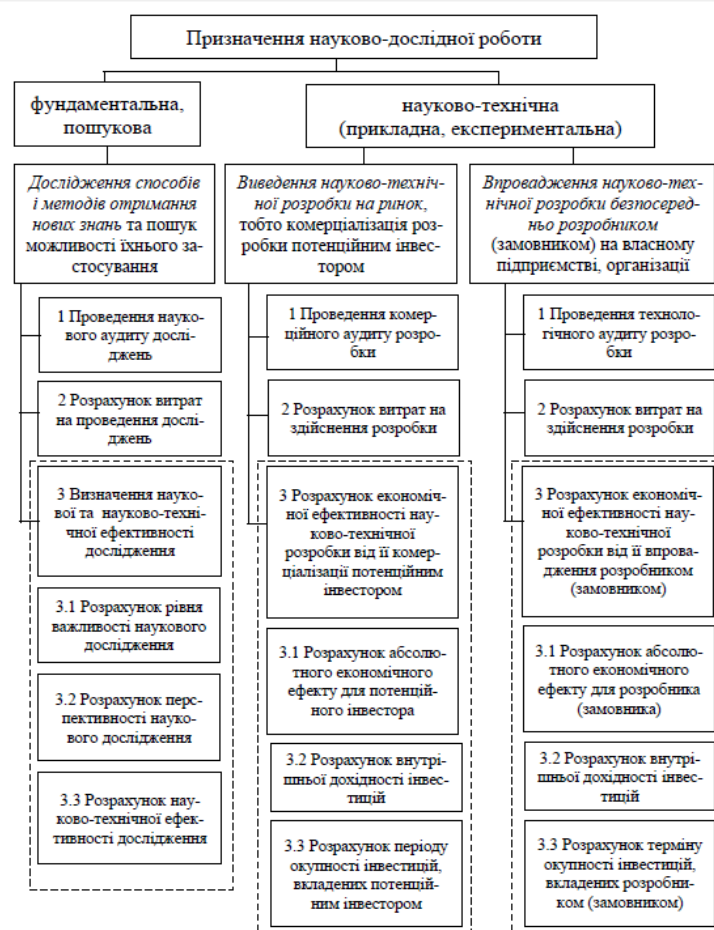 Призначення науково-дослідної роботи
фундаментальна,
пошукова
науково-технічна
(прикладна, експериментальна)
Дослідження способів
і методів отримання
нових знань та пошук
можливості їхнього за-
стосування
Виведення науково-техніч-
ної розробки на ринок,
тобто комерціалізація роз-
робки потенційним інвес-
тором
Впровадження науково-тех-
нічної розробки безпосеред-
ньо розробником
(замовником) на власному
підприємстві, організації
1 Проведення науко-
вого аудиту дослі-
джень
1 Проведення комер-
ційного аудиту розро-
бки
1 Проведення техноло-
гічного аудиту розро-
бки
2 Розрахунок витрат
на проведення дослі-
джень
2 Розрахунок витрат на
здійснення розробки
2 Розрахунок витрат на
здійснення розробки
3 Визначення науко-
вої та  науково-техні-
чної ефективності
дослідження
3 Розрахунок економіч-
ної ефективності нау-
ково-технічної
розробки від її комер-
ціалізації потенційним
інвестором
3 Розрахунок економіч-
ної ефективності нау-
ково-технічної
розробки від її впрова-
дження розробником
(замовником)
3.1 Розрахунок рівня
важливості наукового
дослідження
3.1 Розрахунок абсолю-
тного економічного
ефекту для потенцій-
ного інвестора
3.1 Розрахунок абсолю-
тного економічного
ефекту для розробника
(замовника)
3.2 Розрахунок перс-
пективності науко-
вого дослідження
3.2 Розрахунок внутрі-
шньої дохідності інвес-
тицій
3.2 Розрахунок внутрі-
шньої дохідності інвес-
тицій
3.3 Розрахунок нау-
ково-технічної ефек-
тивності дослідження
3.3 Розрахунок періоду
окупності інвестицій,
вкладених потенцій-
ним інвестором
3.3 Розрахунок терміну
окупності інвестицій,
вкладених розробни-
ком (замовником)